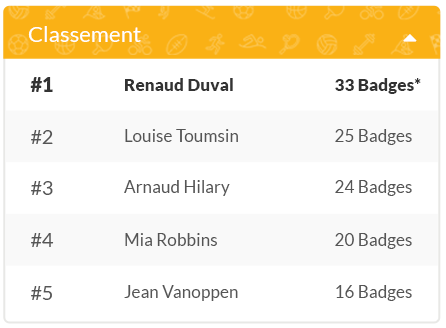 Classement
#1 Renaud Duval 33 Badges*
#2 Louise Toumsin 25 Badges
#3 Arnaud Hilary 24 Badges
#4 Mia Robbins 20 Badges
#5 Jean Vanoppen 16 Badges